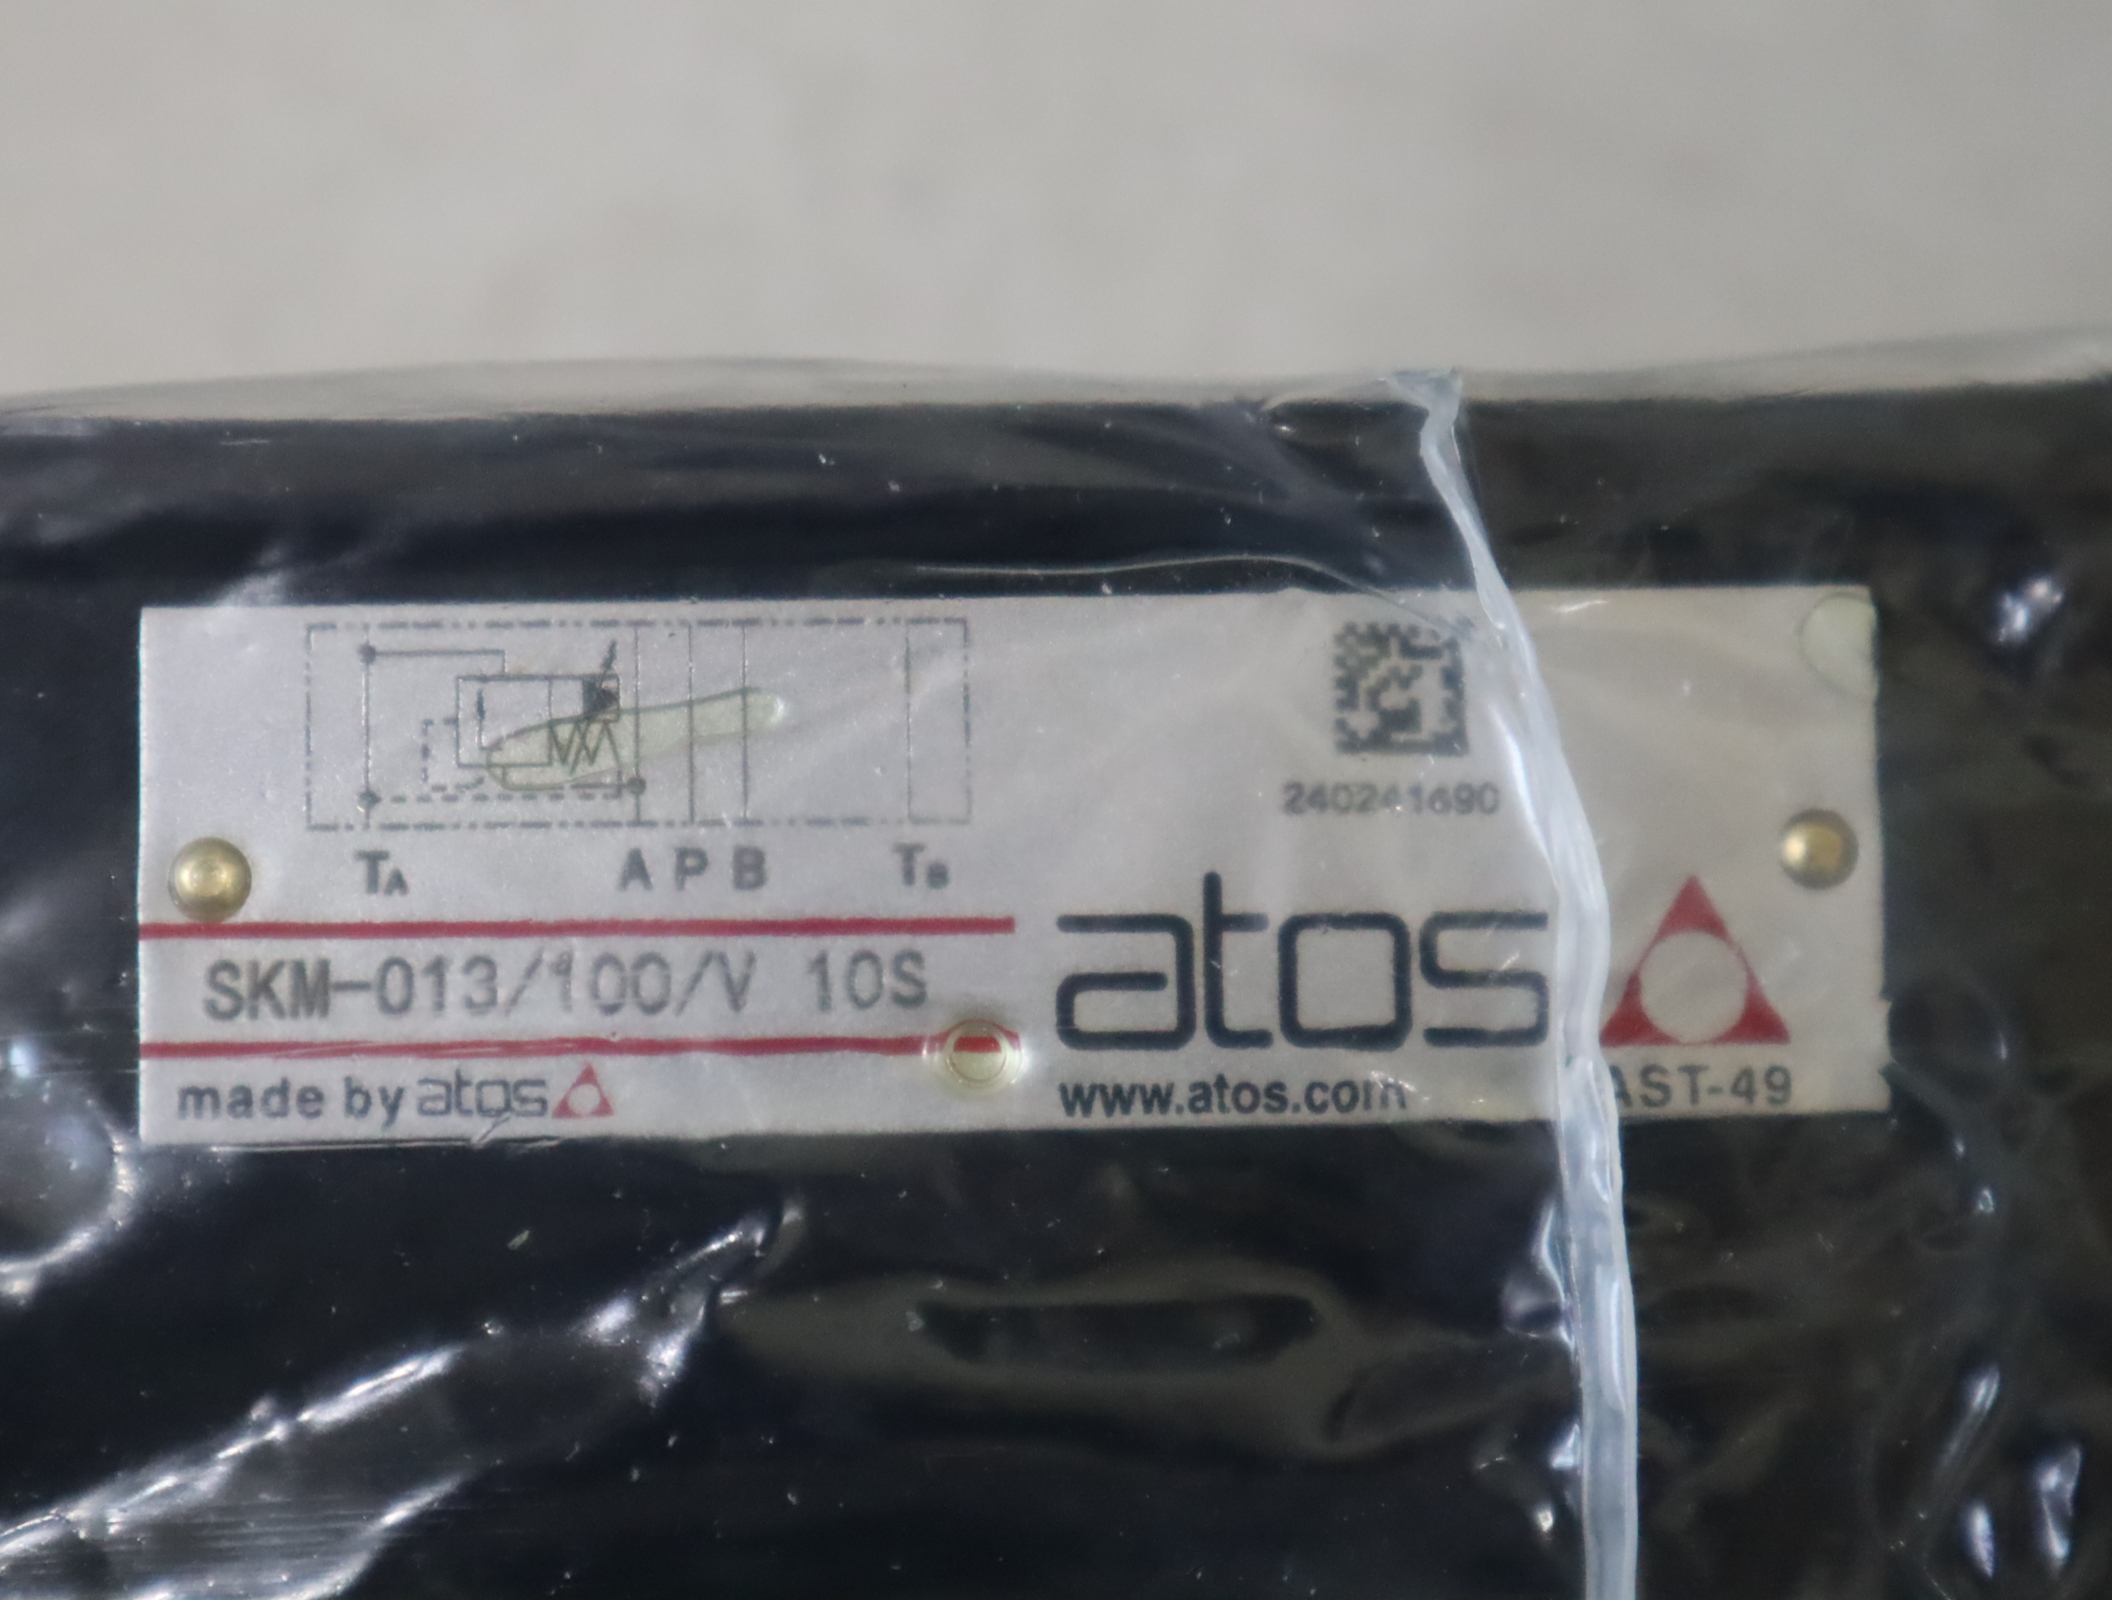 TA A P B TB
240241690
SKM-013/100/V 10S
atos
made by atos
www.atos.com
AST-49